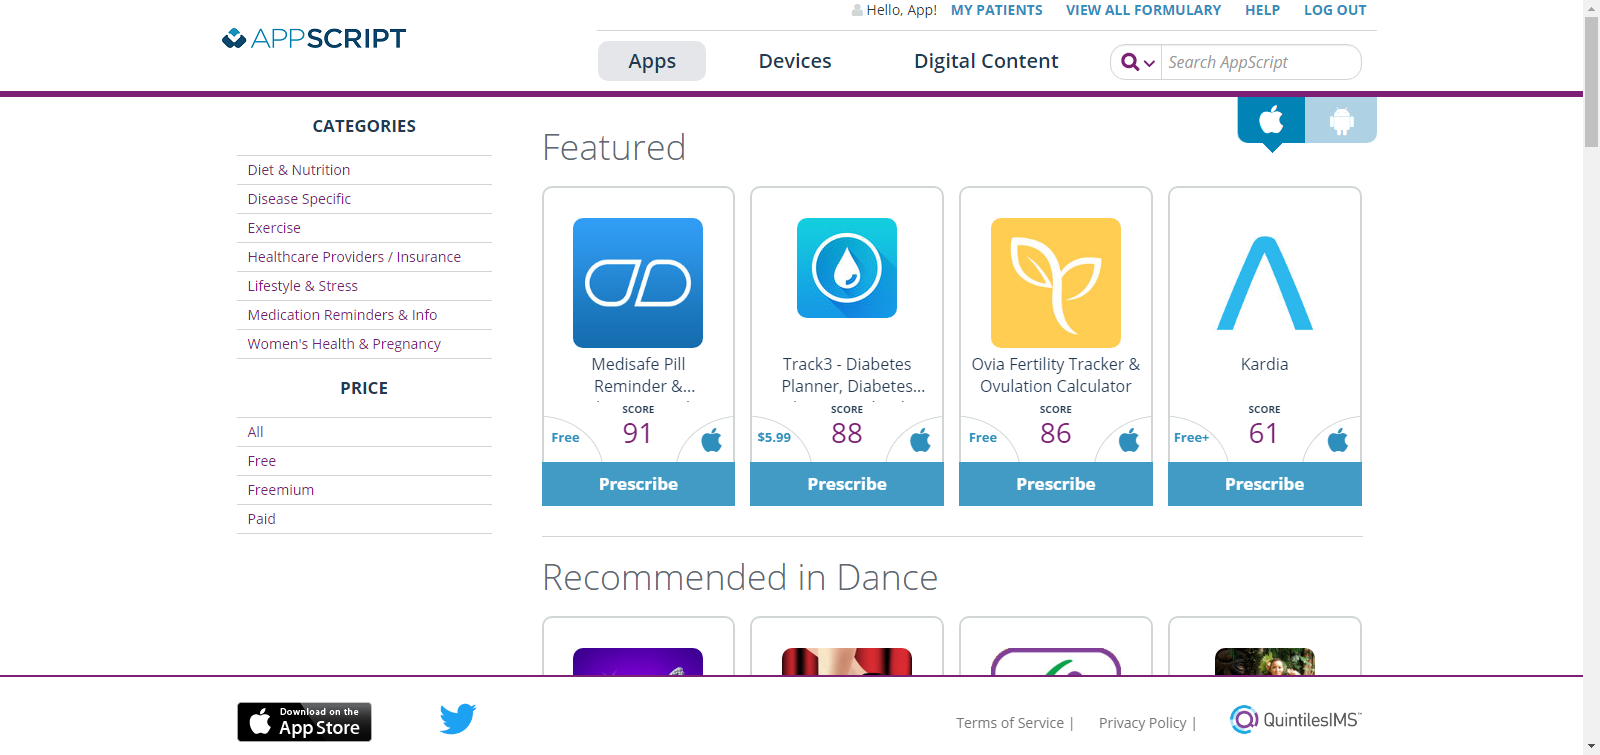 Hello, App! MY PATIENTS VIEW ALL FORMULARY HELP LOG OUT
APPSCRIPT
Apps Devices Digital Content Search AppScript
CATEGORIES
Diet & Nutrition
Disease Specific
Exercise
Healthcare Providers / Insurance
Lifestyle & Stress
Medication Reminders & Info
Women's Health & Pregnancy
PRICE
All
Free
Freemium
Paid
Featured
Medisafe Pill
Reminder &...
SCORE
Free 91
Prescribe
Track3 - Diabetes
Planner, Diabetes...
SCORE
$5.99 88
Prescribe
Ovia Fertility Tracker &
Ovulation Calculator
SCORE
Free 86
Prescribe
Kardia
SCORE
Free+ 61
Prescribe
Recommended in Dance
Download on the
App Store
Terms of Service |
Privacy Policy |
QuintilesIMS™